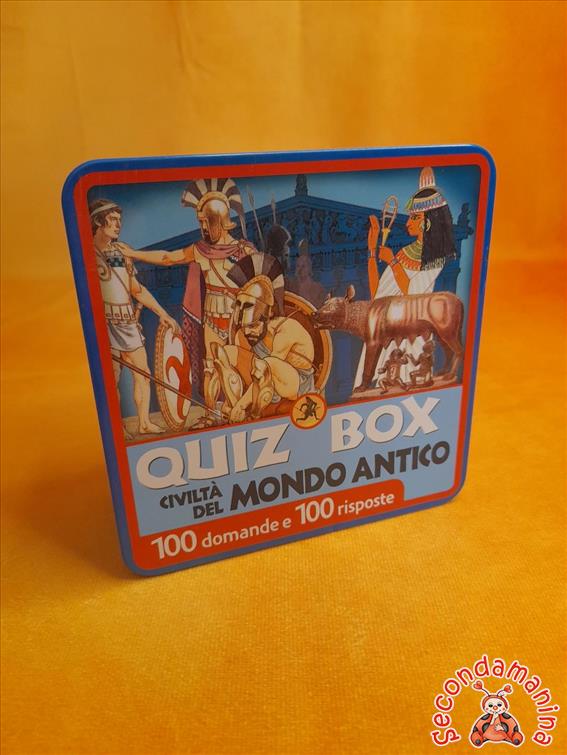 QUIZ BOX
CIVILTÀ
DEL MONDO ANTICO
100 domande e 100 risposte
Secondamanina